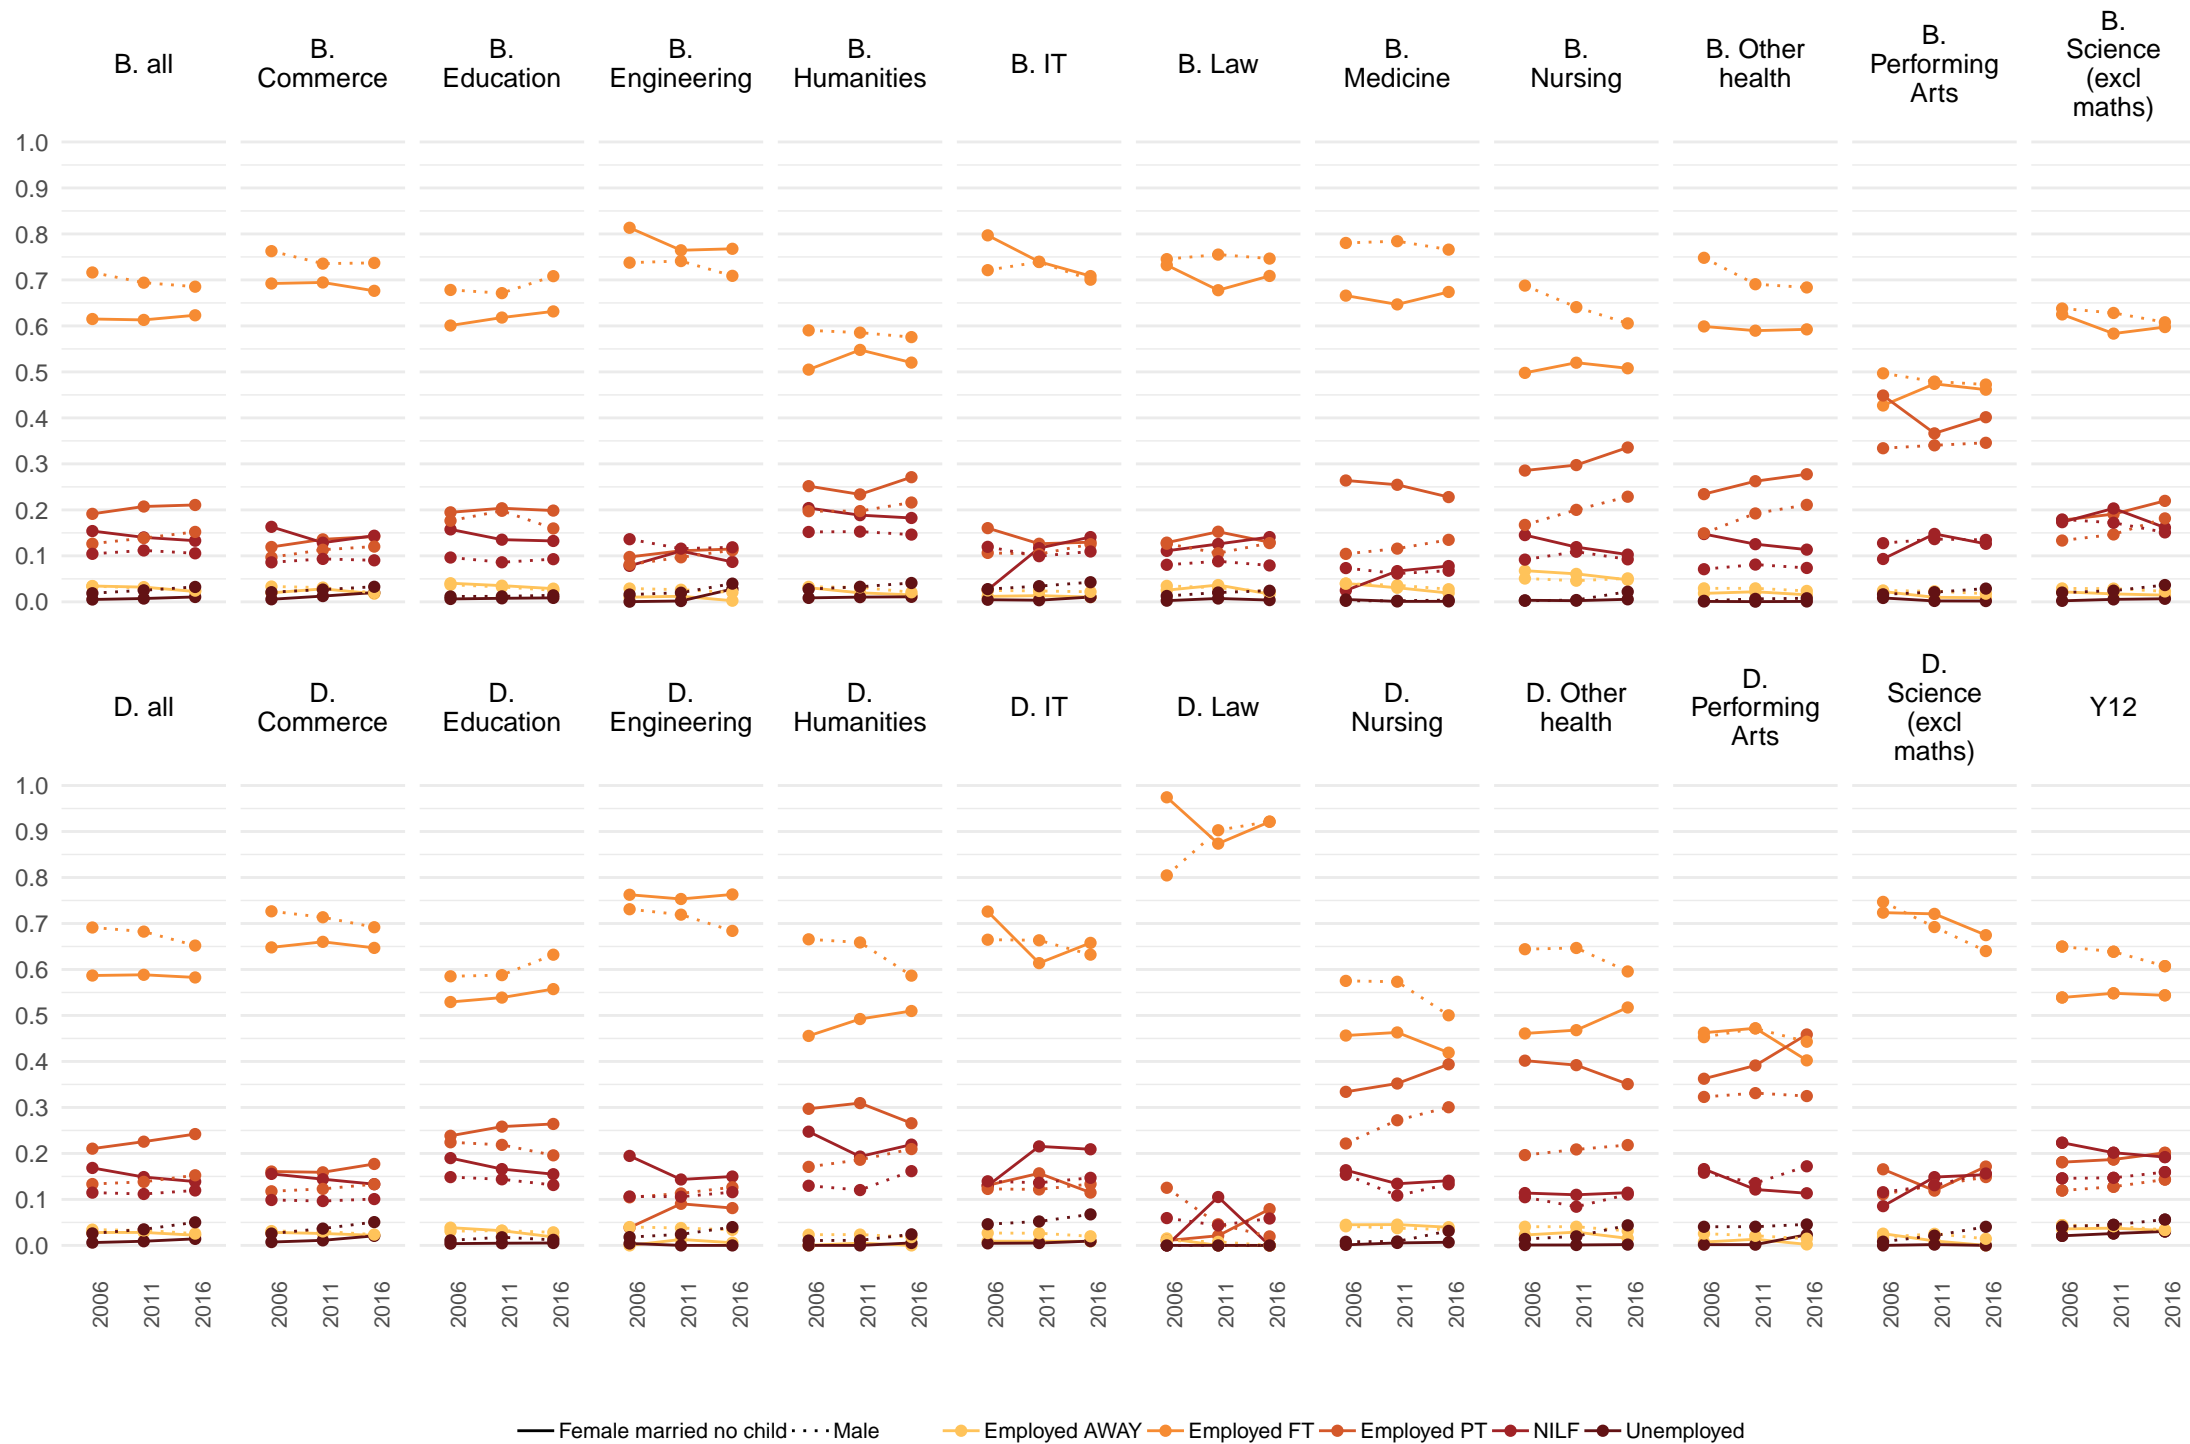 B. all
B.
Commerce
B.
Education
B.
Engineering
B.
Humanities
B. IT
B. Law
B.
Medicine
B.
Nursing
B. Other
health
B.
Performing
Arts
B.
Science
(excl
maths)
1.0
0.9
0.8
0.7
0.6
0.5
0.4
0.3
0.2
0.1
0.0
D. all
D.
Commerce
D.
Education
D.
Engineering
D.
Humanities
D. IT
D. Law
D.
Nursing
D. Other
health
D.
Performing
Arts
D.
Science
(excl
maths)
Y12
1.0
0.9
0.8
0.7
0.6
0.5
0.4
0.3
0.2
0.1
0.0
2006 2011 2016 2006 2011 2016 2006 2011 2016 2006 2011 2016 2006 2011 2016 2006 2011 2016 2006 2011 2016 2006 2011 2016 2006 2011 2016 2006 2011 2016 2006 2011 2016 2006 2011 2016
Female married no child Male Employed AWAY Employed FT Employed PT NILF Unemployed